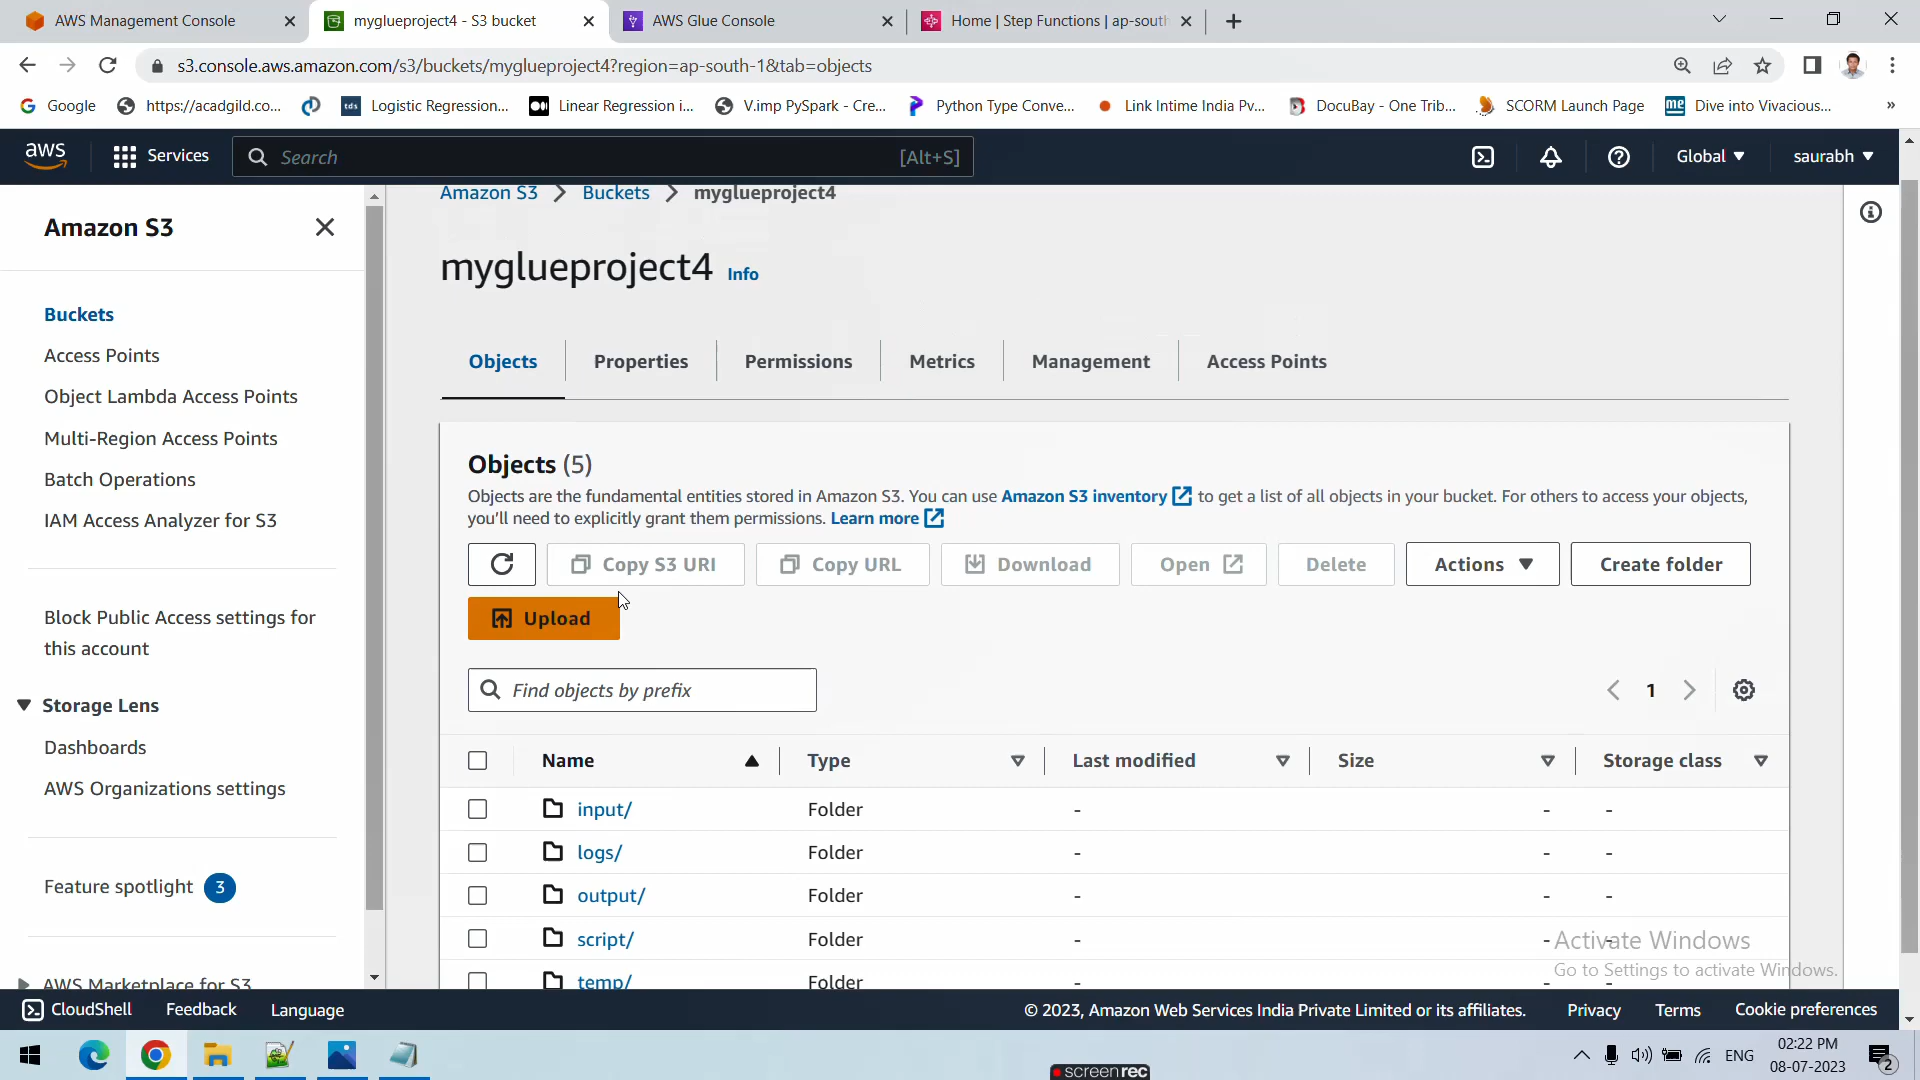 AWS Management Console
myglueproject4 - S3 bucket
AWS Glue Console
Home | Step Functions | ap-south
s3.console.aws.amazon.com/s3/buckets/myglueproject4?region=ap-south-1&tab=objects
Google
https://acadgild.co...
tds
Logistic Regression...
Linear Regression i...
V.imp PySpark - Cre...
Python Type Conve...
Link Intime India Pv...
DocuBay - One Trib...
SCORM Launch Page
me
Dive into Vivacious...
»
aws
Services
Search
[Alt+S]
Global
saurabh
Amazon S3
Buckets
Access Points
Object Lambda Access Points
Multi-Region Access Points
Batch Operations
IAM Access Analyzer for S3
Block Public Access settings for
this account
Storage Lens
Dashboards
AWS Organizations settings
Feature spotlight 3
AWS Marketplace for S3
Amazon S3 > Buckets > myglueproject4
myglueproject4 Info
Objects
Properties
Permissions
Metrics
Management
Access Points
Objects (5)
Objects are the fundamental entities stored in Amazon S3. You can use Amazon S3 inventory to get a list of all objects in your bucket. For others to access your objects,
you'll need to explicitly grant them permissions. Learn more
Copy S3 URI
Copy URL
Download
Open
Delete
Actions
Create folder
Upload
Find objects by prefix
1
Name Type Last modified Size Storage class
input/ Folder - - -
logs/ Folder - - -
output/ Folder - - -
script/ Folder - - -
temp/ Folder - - -
Activate Windows
Go to Settings to activate Windows.
CloudShell
Feedback
Language
© 2023, Amazon Web Services India Private Limited or its affiliates.
Privacy
Terms
Cookie preferences
ENG
02:22 PM
08-07-2023
2
screenrec